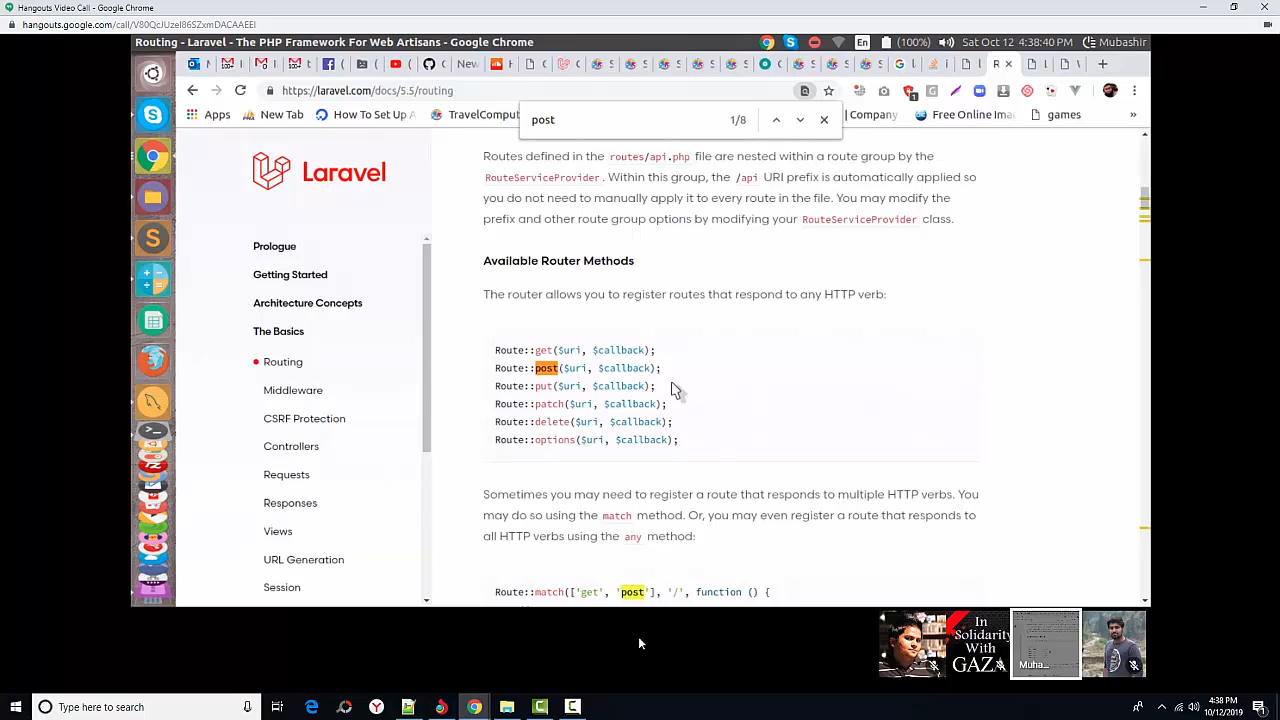 Hangouts Video Call - Google Chrome
hangouts.google.com/call/V80QcJUzeI86SZxmDACAEEI
Routing - Laravel - The PHP Framework For Web Artisans - Google Chrome
En
(100%)
Sat Oct 12 4:38:40 PM
Mubashir
New
https://laravel.com/docs/5.5/routing
Apps
New Tab
How To Set Up A
TravelComput
Company
Free Online Ima
games
»
post
1/8
Laravel
Prologue
Getting Started
Architecture Concepts
The Basics
Routing
Middleware
CSRF Protection
Controllers
Requests
Responses
Views
URL Generation
Session
Routes defined in the routes/api.php file are nested within a route group by the
RouteServiceProvider. Within this group, the /api URI prefix is automatically applied so
you do not need to manually apply it to every route in the file. You may modify the
prefix and other route group options by modifying your RouteServiceProvider class.
Available Router Methods
The router allows you to register routes that respond to any HTTP verb:
Route::get($uri, $callback);
Route::post($uri, $callback);
Route::put($uri, $callback);
Route::patch($uri, $callback);
Route::delete($uri, $callback);
Route::options($uri, $callback);
Sometimes you may need to register a route that responds to multiple HTTP verbs. You
may do so using the match method. Or, you may even register a route that responds to
all HTTP verbs using the any method:
Route::match(['get', 'post'], '/', function () {
In
Solidarity
With
GAZA
Muha...
Type here to search
4:38 PM
10/12/2019